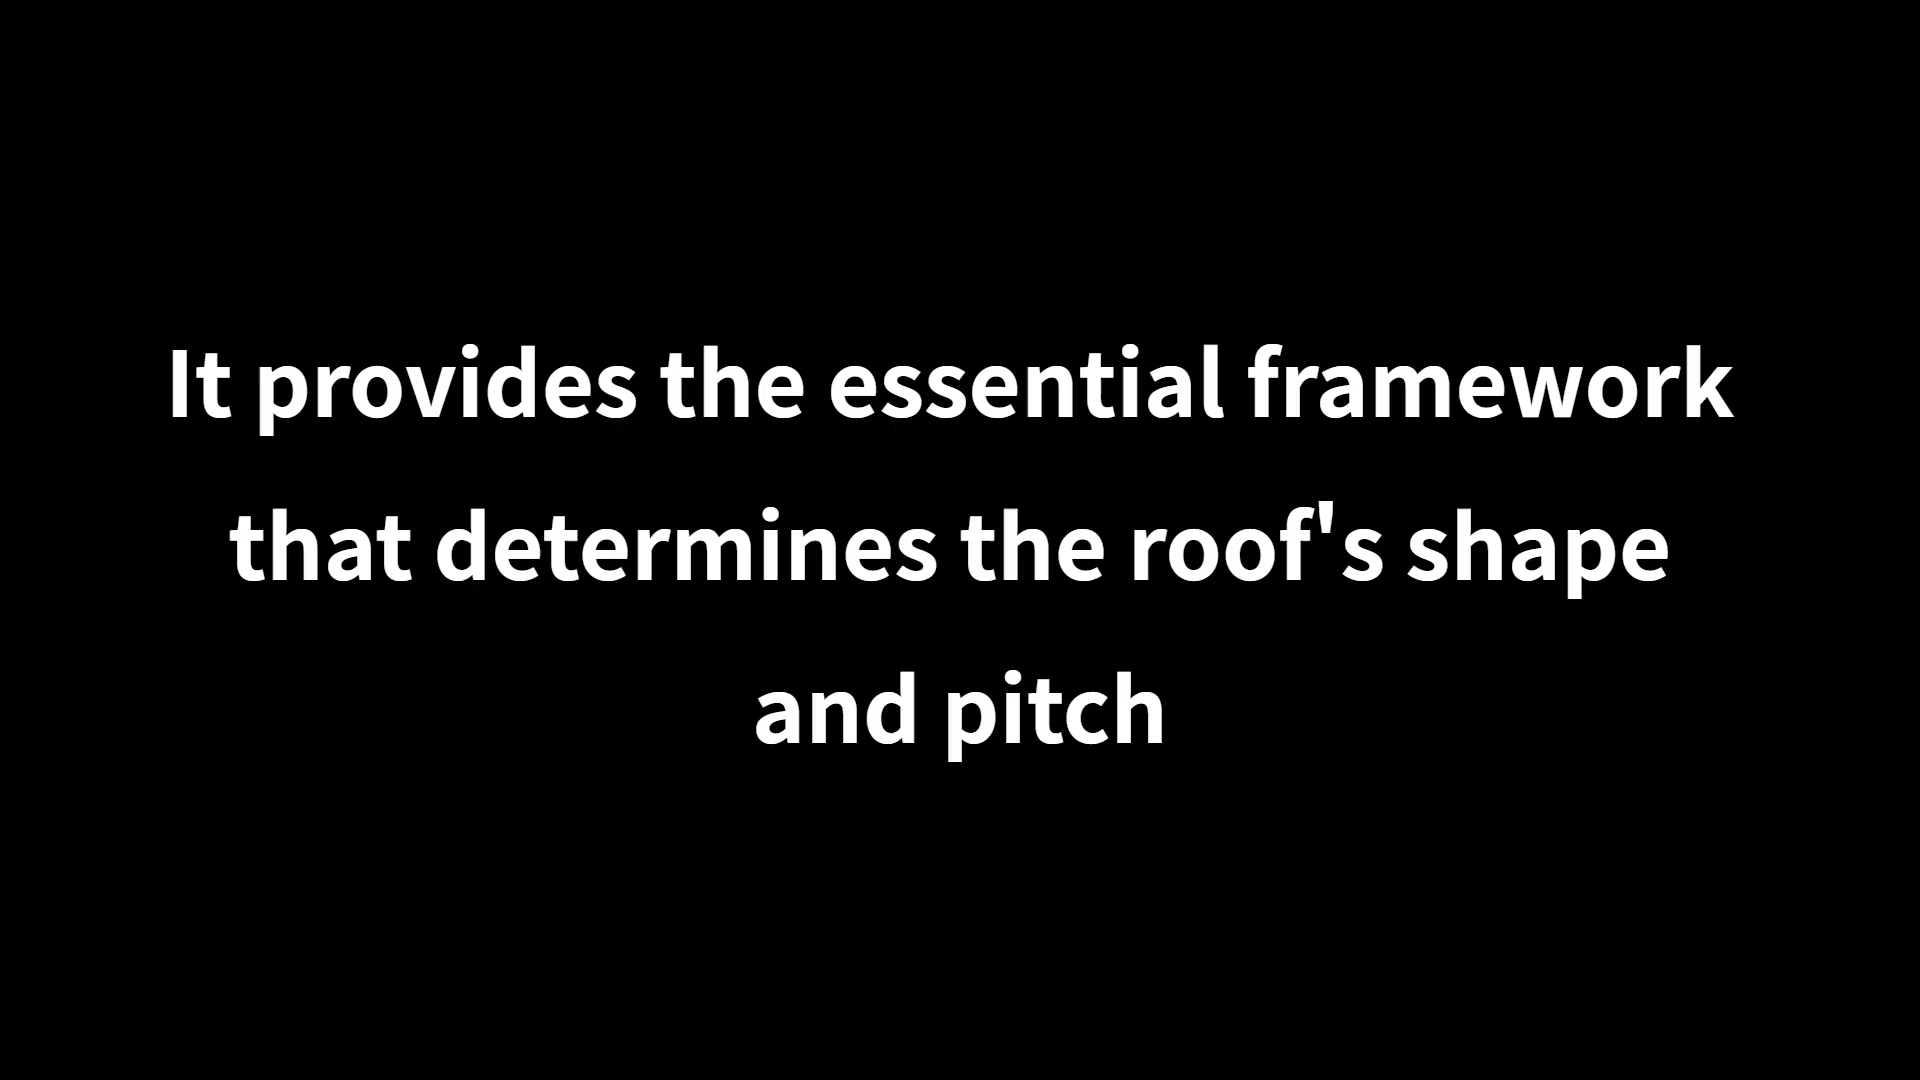 It provides the essential framework
that determines the roof's shape
and pitch